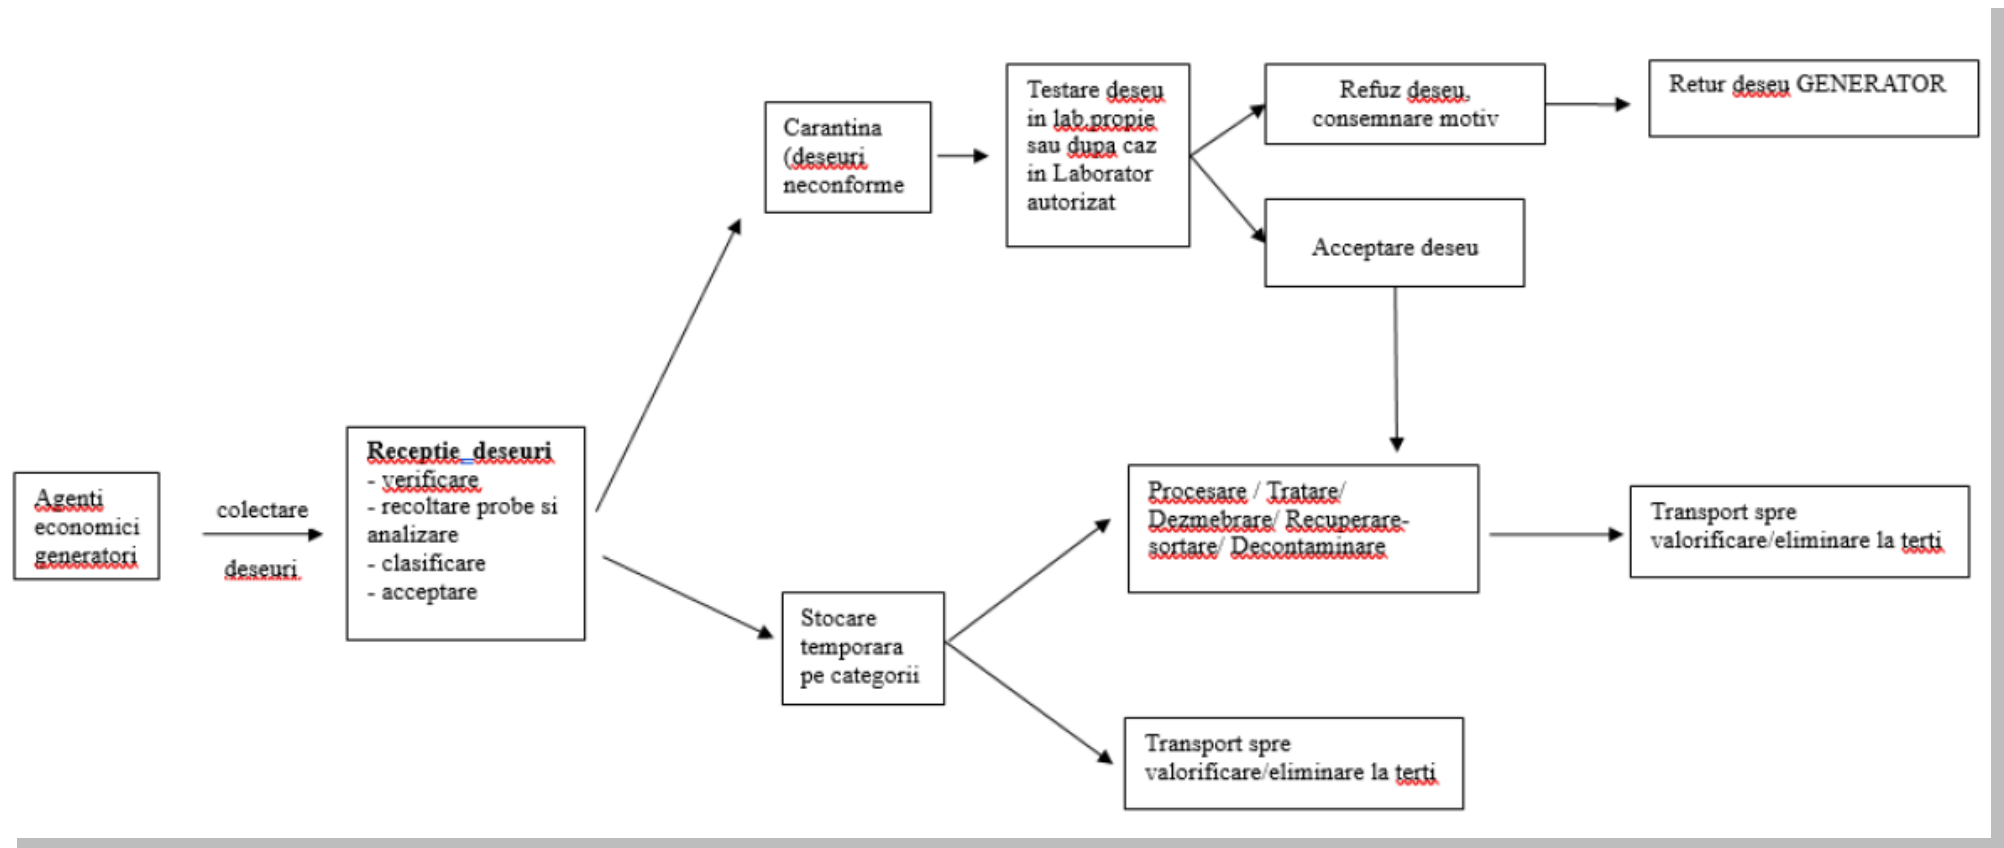 Agenti
economici
generatori
colectare
deseuri
Receptie deseuri
- verificare
- recoltare probe si
analizare
- clasificare
- acceptare
Carantina
(deseuri
neconforme
Testare deseu
in lab.propie
sau dupa caz
in Laborator
autorizat
Refuz deseu,
consemnare motiv
Retur deseu GENERATOR
Acceptare deseu
Stocare
temporara
pe categorii
Procesare / Tratare/
Dezmebrare/ Recuperare-
sortare/ Decontaminare
Transport spre
valorificare/eliminare la terti
Transport spre
valorificare/eliminare la terti